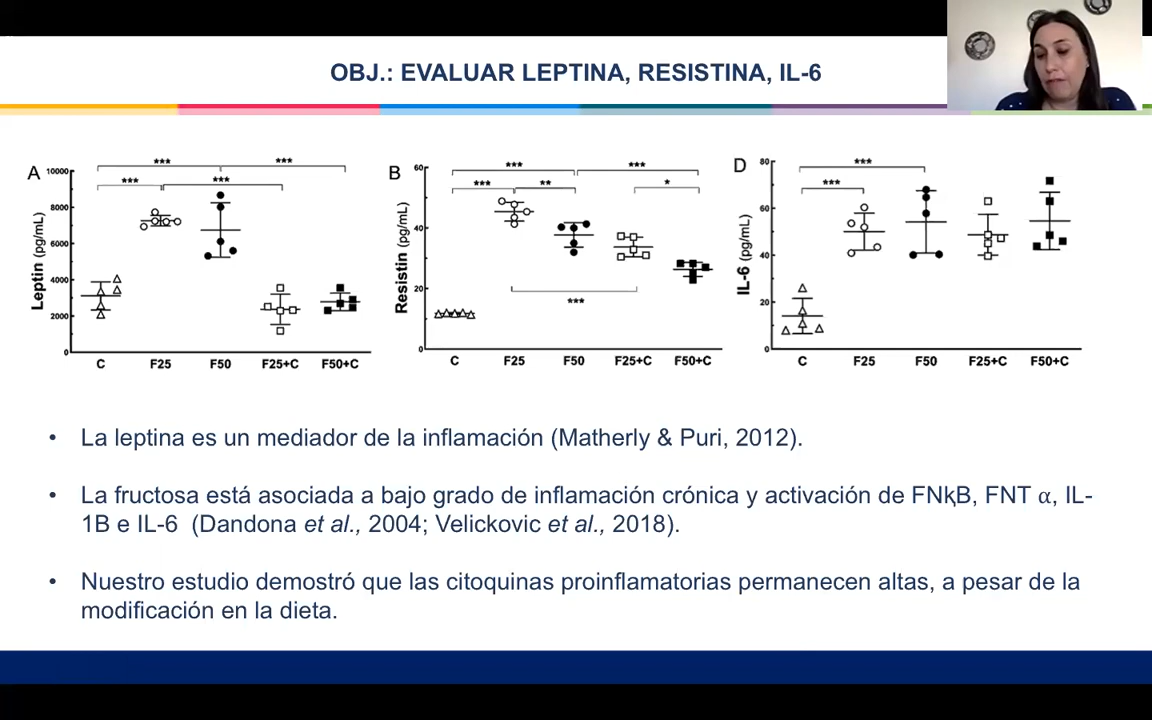 OBJ.: EVALUAR LEPTINA, RESISTINA, IL-6
A
*** ***
*** ***
10000
8000
6000
4000
2000
0
Leptin (pg/mL)
C F25 F50 F25+C F50+C
B
*** ***
*** ** *
***
60
40
20
0
Resistin (pg/mL)
C F25 F50 F25+C F50+C
D
***
***
80
60
40
20
0
IL-6 (pg/mL)
C F25 F50 F25+C F50+C
• La leptina es un mediador de la inflamación (Matherly & Puri, 2012).
• La fructosa está asociada a bajo grado de inflamación crónica y activación de FNķB, FNT α, IL-
1B e IL-6 (Dandona et al., 2004; Velickovic et al., 2018).
• Nuestro estudio demostró que las citoquinas proinflamatorias permanecen altas, a pesar de la
modificación en la dieta.